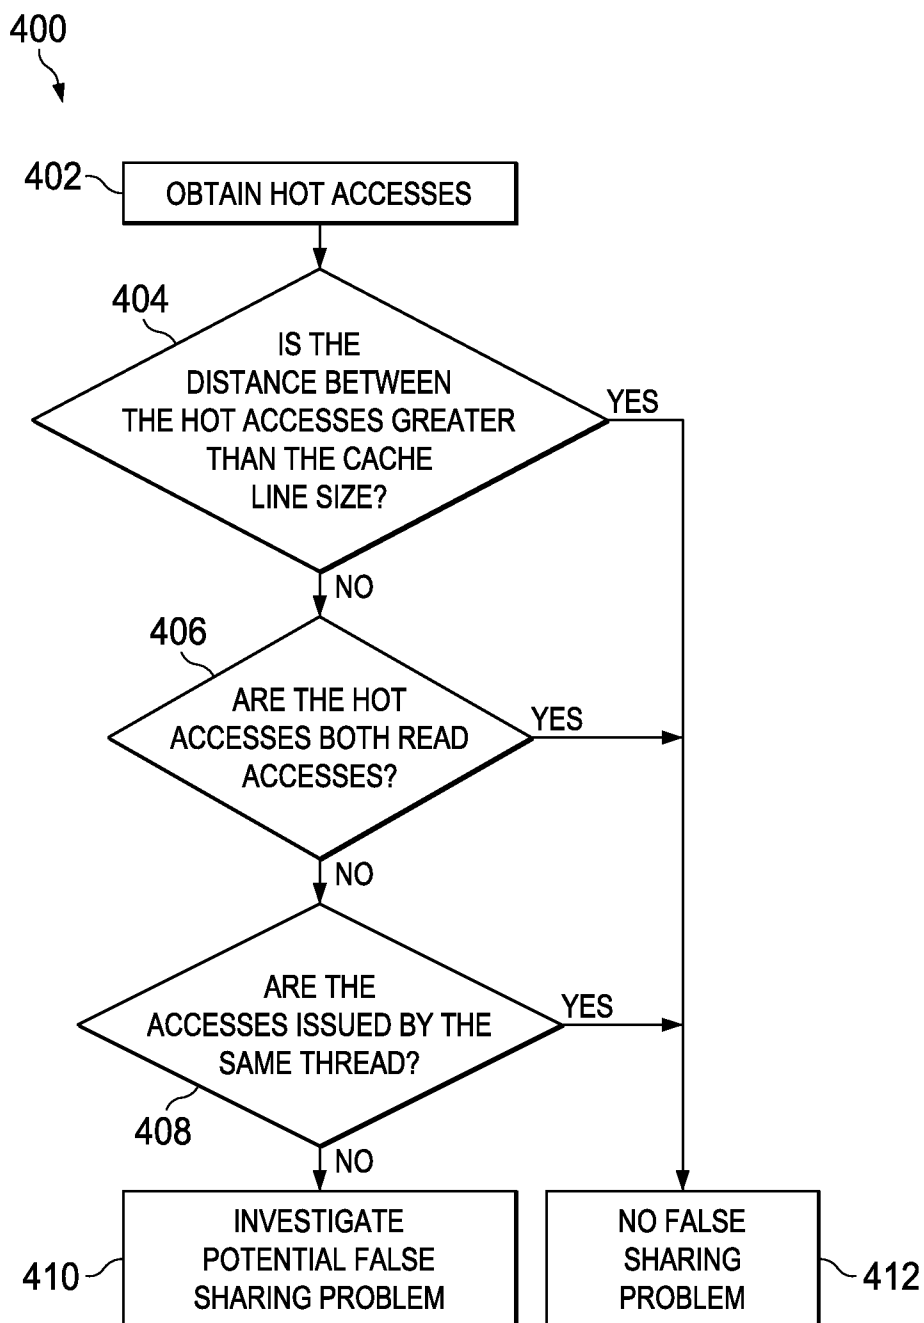 400
402
OBTAIN HOT ACCESSES
404
IS THE
DISTANCE BETWEEN
THE HOT ACCESSES GREATER
THAN THE CACHE
LINE SIZE?
YES
NO
406
ARE THE HOT
ACCESSES BOTH READ
ACCESSES?
YES
NO
ARE THE
ACCESSES ISSUED BY THE
SAME THREAD?
YES
408
NO
410
INVESTIGATE
POTENTIAL FALSE
SHARING PROBLEM
NO FALSE
SHARING
PROBLEM
412